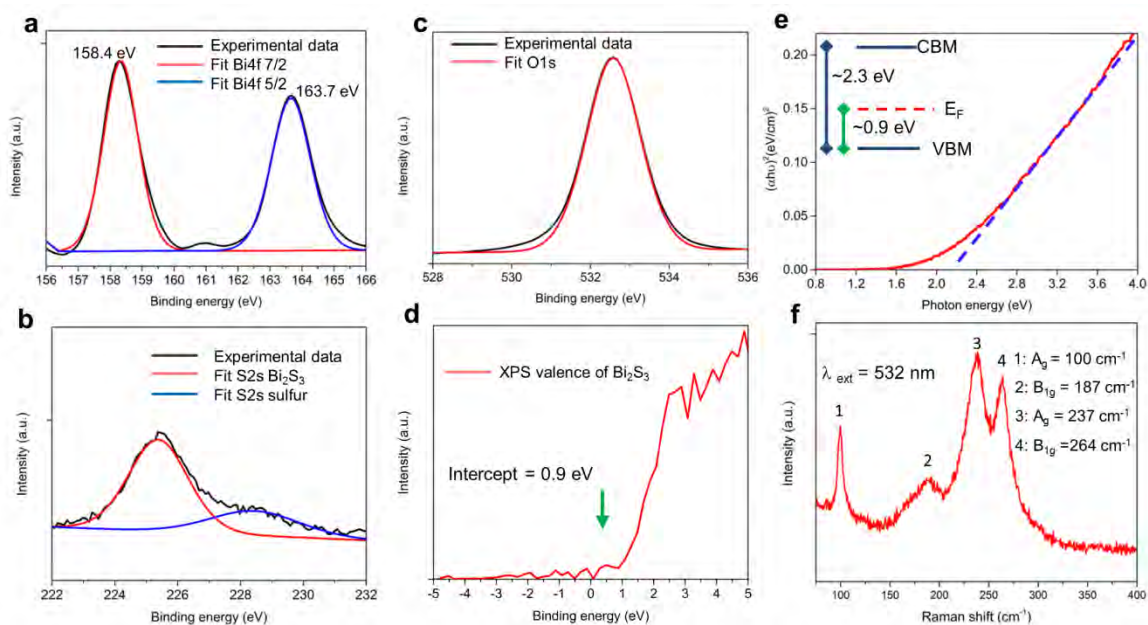 a
158.4 eV
Experimental data
Fit Bi4f 7/2
Fit Bi4f 5/2
163.7 eV
Intensity (a.u.)
156 157 158 159 160 161 162 163 164 165 166
Binding energy (eV)
b
Experimental data
Fit S2s Bi₂S₃
Fit S2s sulfur
Intensity (a.u.)
222 224 226 228 230 232
Binding energy (eV)
c
Experimental data
Fit O1s
Intensity (a.u.)
528 530 532 534 536
Binding energy (eV)
d
XPS valence of Bi₂S₃
Intercept = 0.9 eV
Intensity (a.u.)
-5 -4 -3 -2 -1 0 1 2 3 4 5
Binding energy (eV)
e
CBM
~2.3 eV
E_F
~0.9 eV
VBM
(αhυ)²(eV/cm)²
0.20
0.15
0.10
0.05
0.00
0.8 1.2 1.6 2.0 2.4 2.8 3.2 3.6 4.0
Photon energy (eV)
f
λ ext = 532 nm
1
2
3
4
1: A_g = 100 cm⁻¹
2: B₁g = 187 cm⁻¹
3: A_g = 237 cm⁻¹
4: B₁g =264 cm⁻¹
Intensity (a.u.)
100 150 200 250 300 350 400
Raman shift (cm⁻¹)